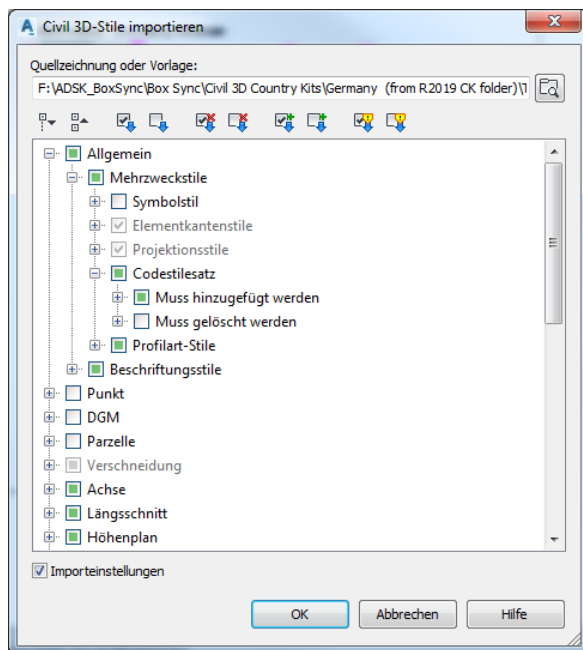 Civil 3D-Stile importieren
Quellzeichnung oder Vorlage:
F:\ADSK_BoxSync\Box Sync\Civil 3D Country Kits\Germany (from R2019 CK folder)\
Allgemein
Mehrzweckstile
Symbolstil
Elementkantenstile
Projektionsstile
Codestilesatz
Muss hinzugefügt werden
Muss gelöscht werden
Profilart-Stile
Beschriftungsstile
Punkt
DGM
Parzelle
Verschneidung
Achse
Längsschnitt
Höhenplan
Importeinstellungen
OK Abbrechen Hilfe